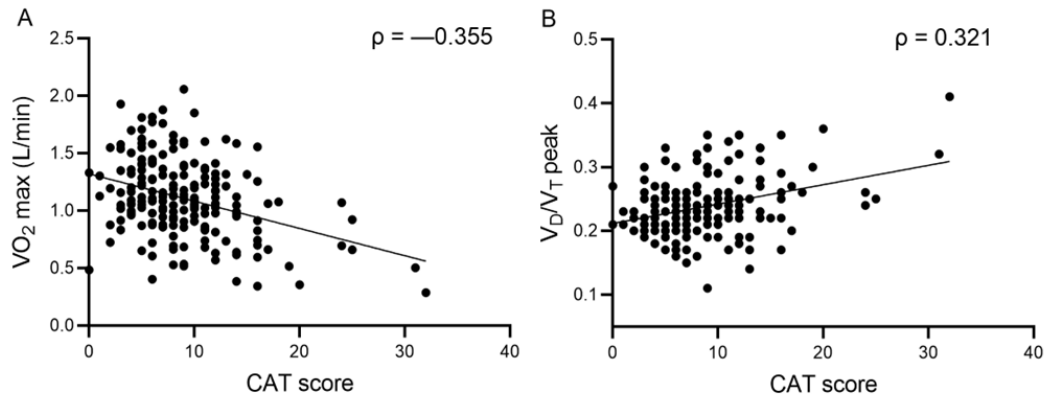 A
ρ = —0.355
VO2 max (L/min)
2.5
2.0
1.5
1.0
0.5
0.0
0 10 20 30 40
CAT score
B
ρ = 0.321
VD/VT peak
0.5
0.4
0.3
0.2
0.1
0 10 20 30 40
CAT score